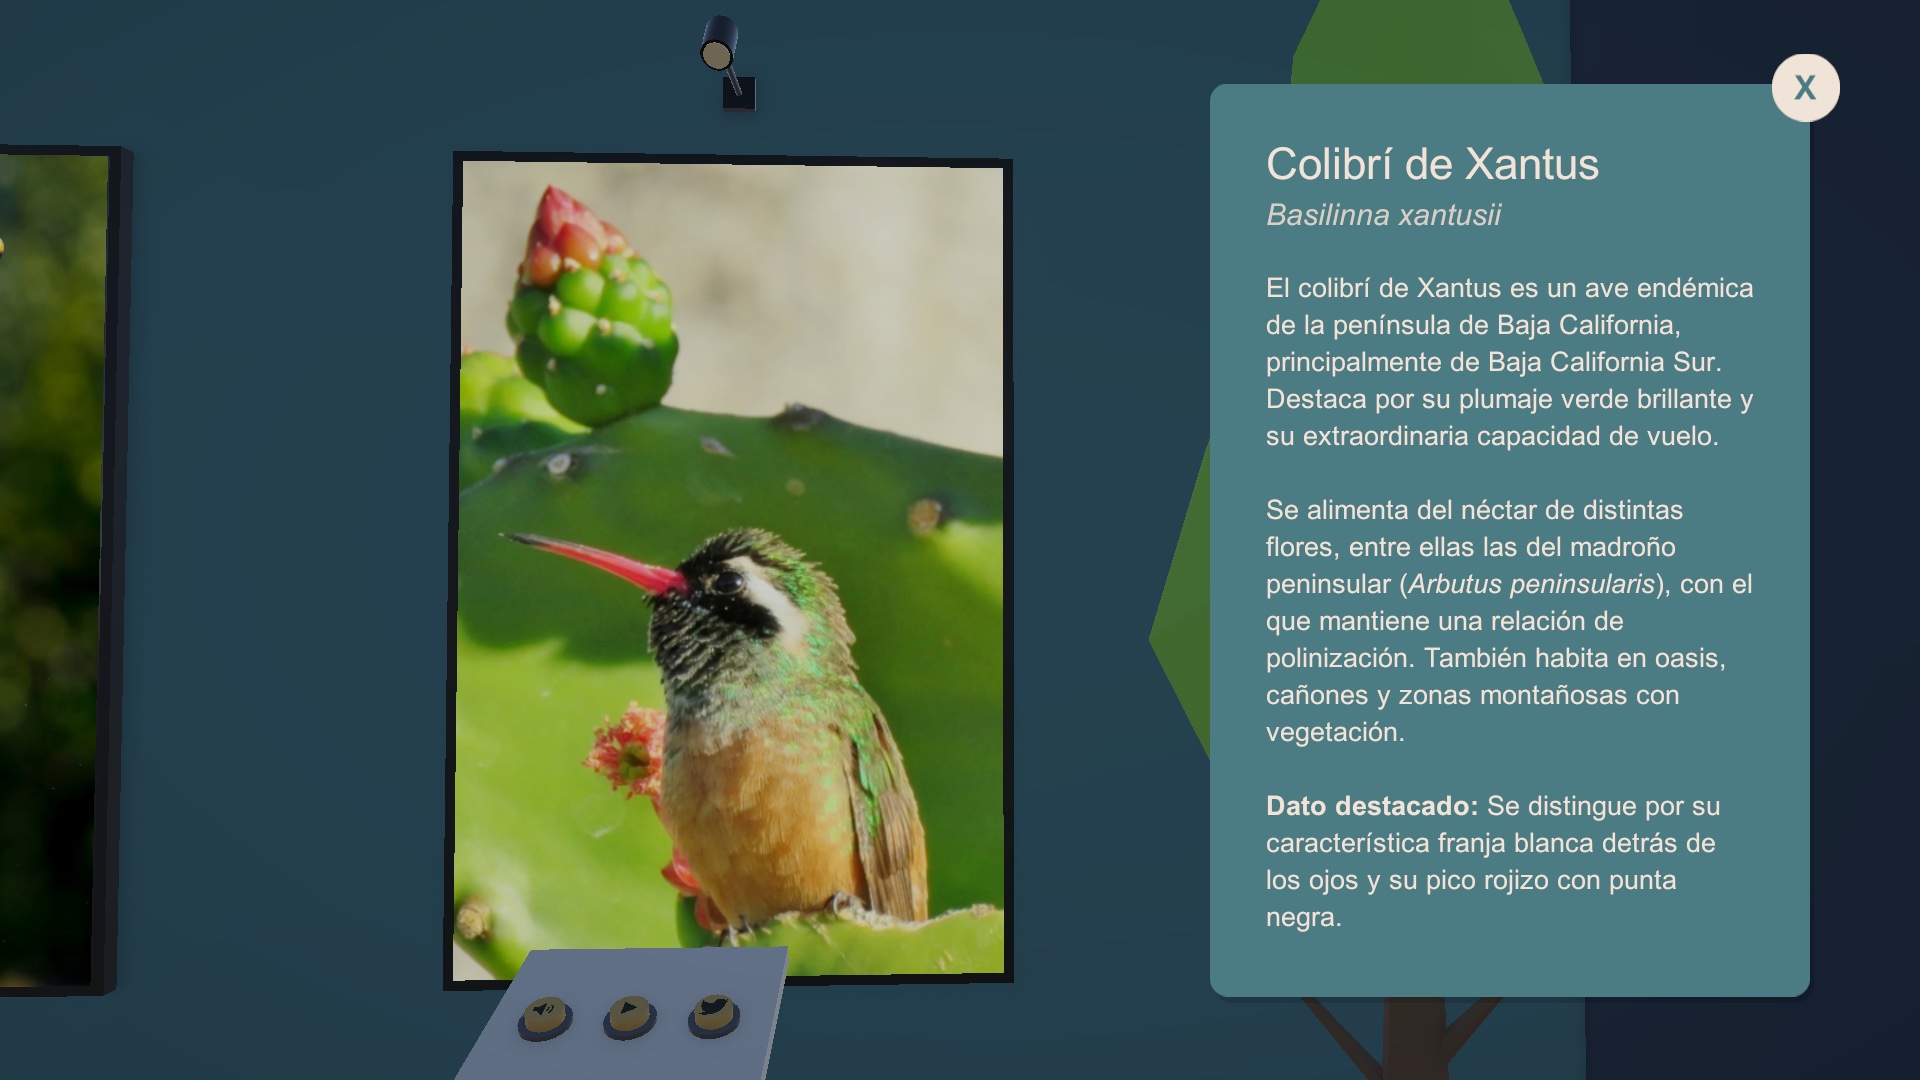 X
Colibrí de Xantus
Basilinna xantusii
El colibrí de Xantus es un ave endémica
de la península de Baja California,
principalmente de Baja California Sur.
Destaca por su plumaje verde brillante y
su extraordinaria capacidad de vuelo.
Se alimenta del néctar de distintas
flores, entre ellas las del madroño
peninsular (Arbutus peninsularis), con el
que mantiene una relación de
polinización. También habita en oasis,
cañones y zonas montañosas con
vegetación.
Dato destacado: Se distingue por su
característica franja blanca detrás de
los ojos y su pico rojizo con punta
negra.